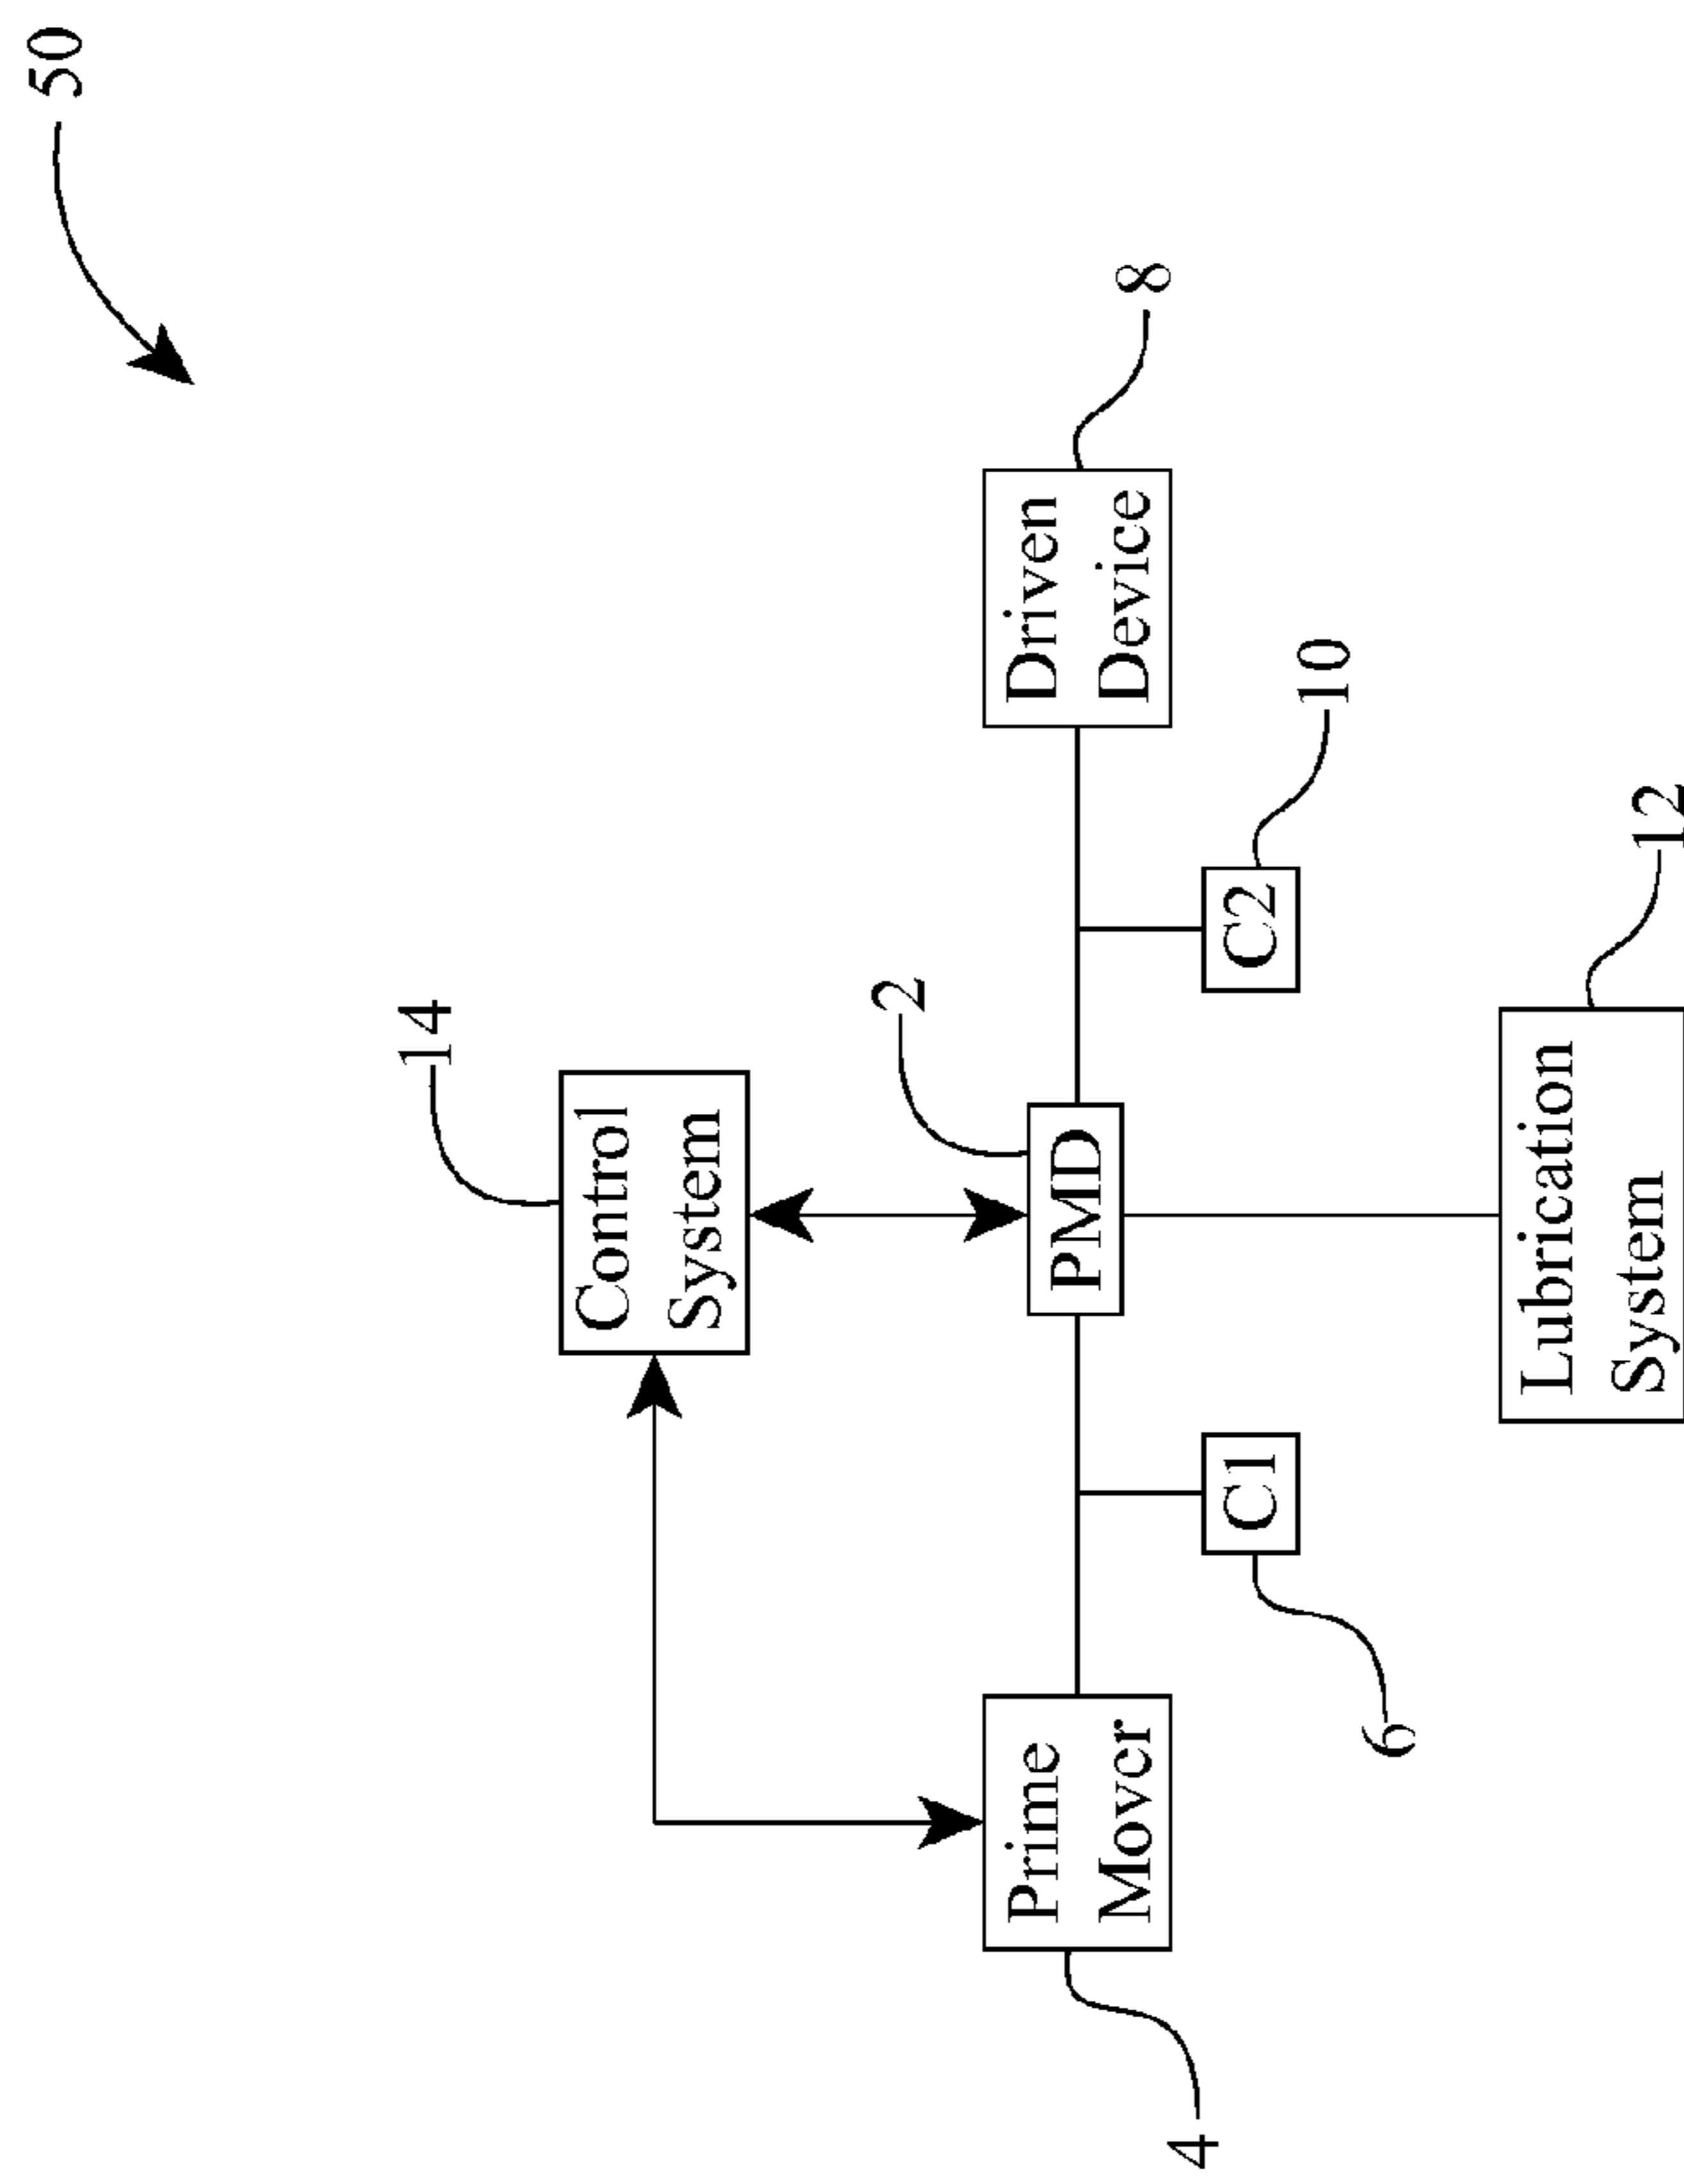 50
14
Control
System
2
Prime
Mover
PMD
Driven
Device
8
4
C1
C2
6
10
Lubrication
System
12